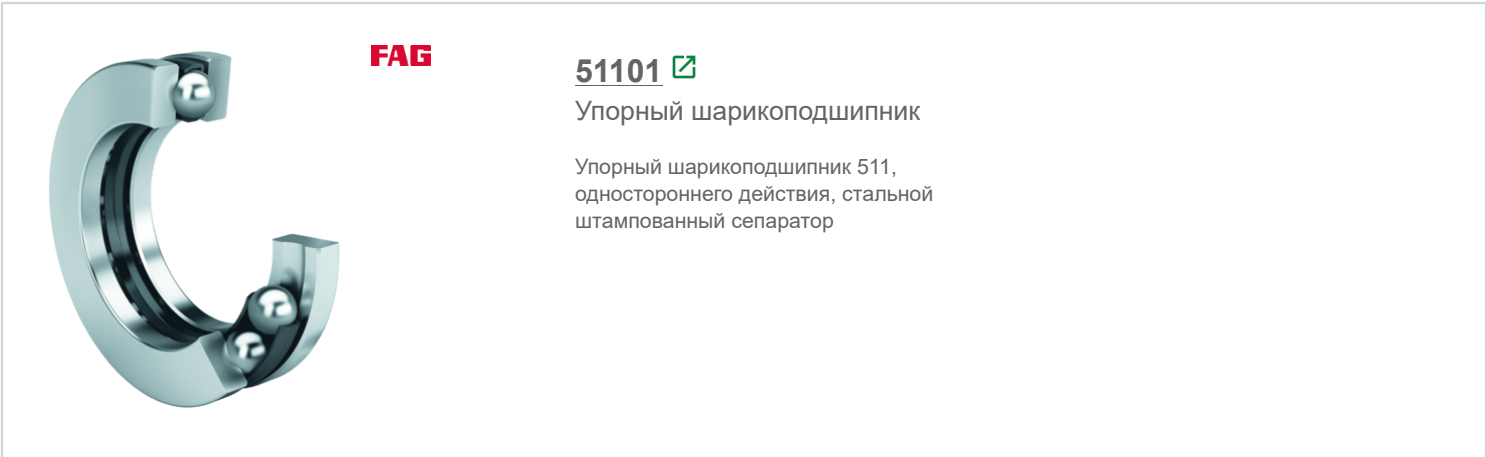 FAG
51101
Упорный шарикоподшипник
Упорный шарикоподшипник 511,
одностороннего действия, стальной
штампованный сепаратор